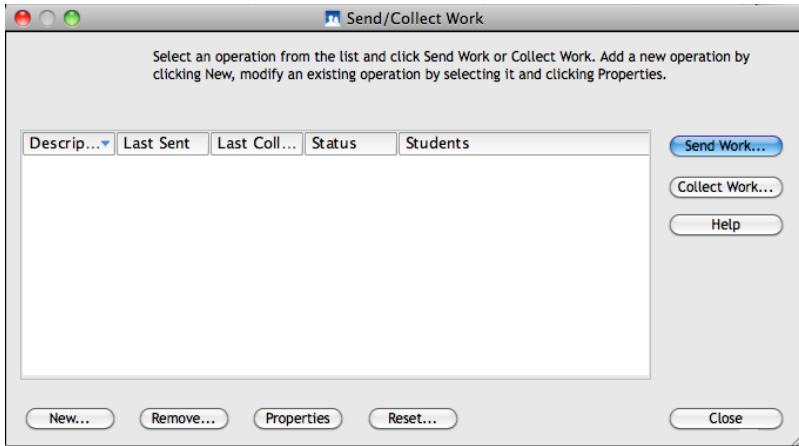 Send/Collect Work
Select an operation from the list and click Send Work or Collect Work. Add a new operation by
clicking New, modify an existing operation by selecting it and clicking Properties.
Descrip... Last Sent Last Coll... Status Students
Send Work...
Collect Work...
Help
New... Remove... Properties Reset... Close